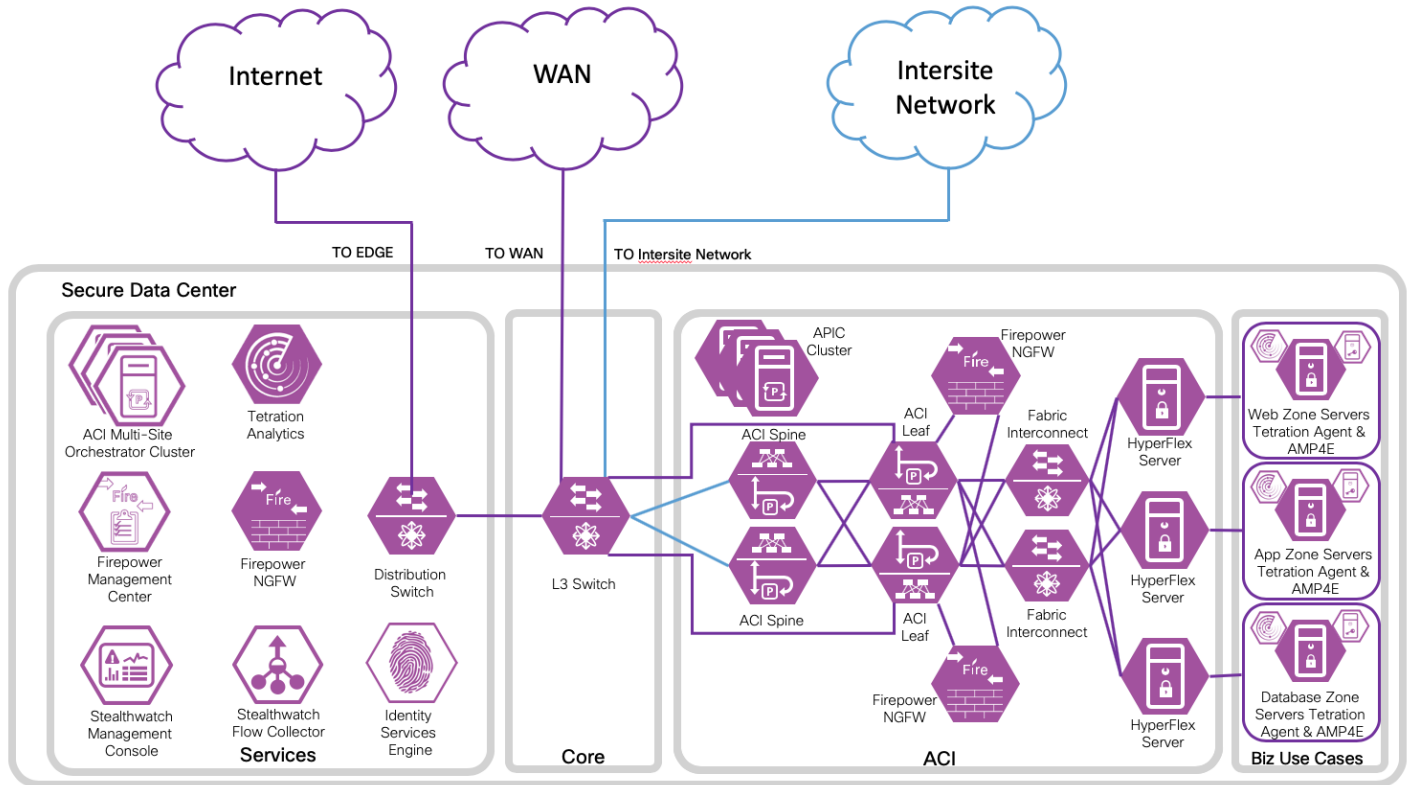 Internet
WAN
Intersite
Network
TO EDGE
TO WAN
TO Intersite Network
Secure Data Center
ACI Multi-Site
Orchestrator Cluster
Tetration
Analytics
Fire
Firepower
Management
Center
Fire
Firepower
NGFW
Distribution
Switch
Stealthwatch
Management
Console
Stealthwatch
Flow Collector
Identity
Services
Engine
Services
L3 Switch
Core
APIC
Cluster
Fire
Firepower
NGFW
ACI Spine
ACI
Leaf
Fabric
Interconnect
P
P
P
P
P
P
ACI Spine
ACI
Leaf
Fabric
Interconnect
Fire
Firepower
NGFW
HyperFlex
Server
HyperFlex
Server
HyperFlex
Server
ACI
Web Zone Servers
Tetration Agent &
AMP4E
App Zone Servers
Tetration Agent &
AMP4E
Database Zone
Servers Tetration
Agent & AMP4E
Biz Use Cases